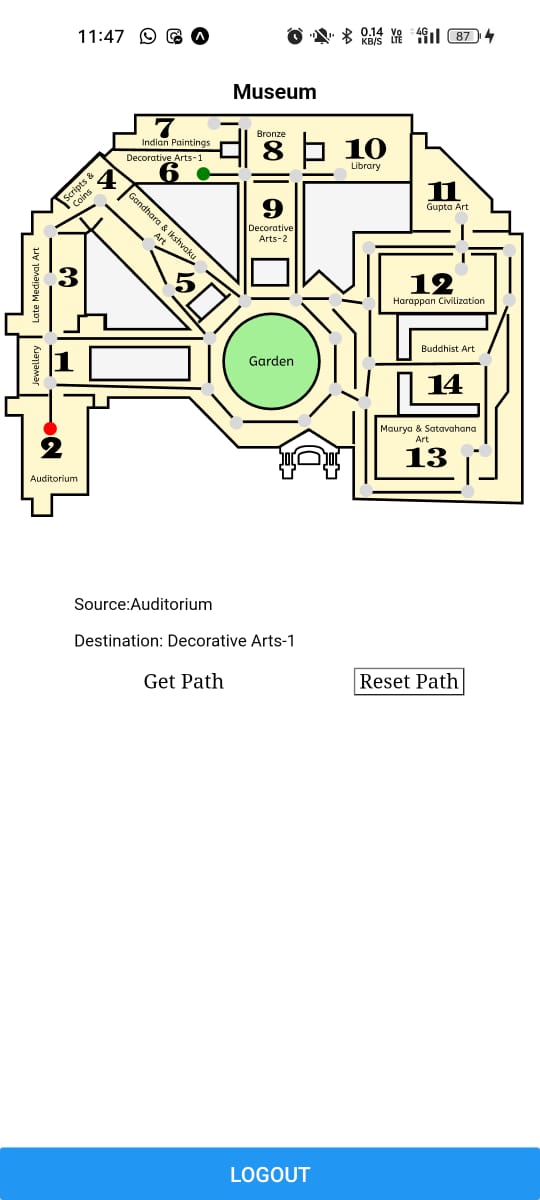 11:47
0.14 KB/S
Vo LTE
4G
87
Museum
7
Indian Paintings
Bronze
8
10
Library
Decorative Arts-1
6
Scripts & Coins
4
Gandhara & Ikshvaku Art
9
Decorative
Arts-2
11
Gupta Art
Late Medieval Art
3
5
12
Harappan Civilization
Jewellery
1
Garden
Buddhist Art
14
2
Auditorium
Maurya & Satavahana
Art
13
Source:Auditorium
Destination: Decorative Arts-1
Get Path
Reset Path
LOGOUT